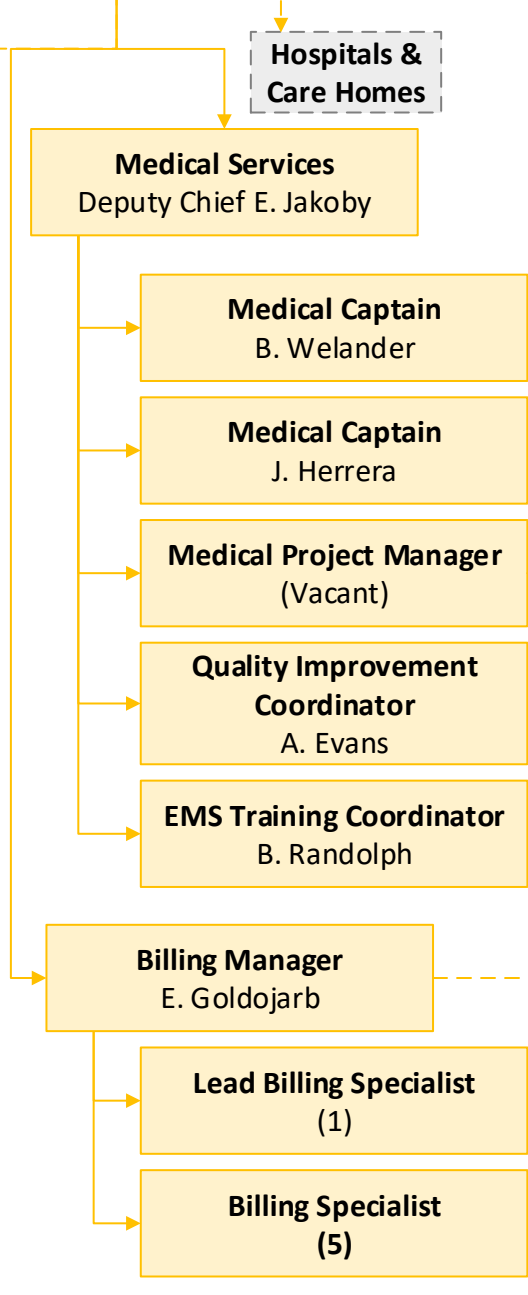 Hospitals &
Care Homes
Medical Services
Deputy Chief E. Jakoby
Medical Captain
B. Welander
Medical Captain
J. Herrera
Medical Project Manager
(Vacant)
Quality Improvement
Coordinator
A. Evans
EMS Training Coordinator
B. Randolph
Billing Manager
E. Goldojarb
Lead Billing Specialist
(1)
Billing Specialist
(5)